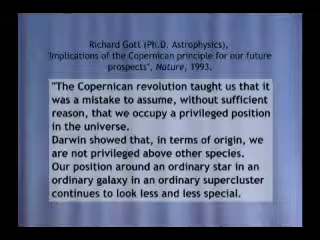 Richard Gott (Ph.D. Astrophysics),
"Implications of the Copernican principle for our future
prospects", Nature, 1993.
"The Copernican revolution taught us that it
was a mistake to assume, without sufficient
reason, that we occupy a privileged position
in the universe.
Darwin showed that, in terms of origin, we
are not privileged above other species.
Our position around an ordinary star in an
ordinary galaxy in an ordinary supercluster
continues to look less and less special.